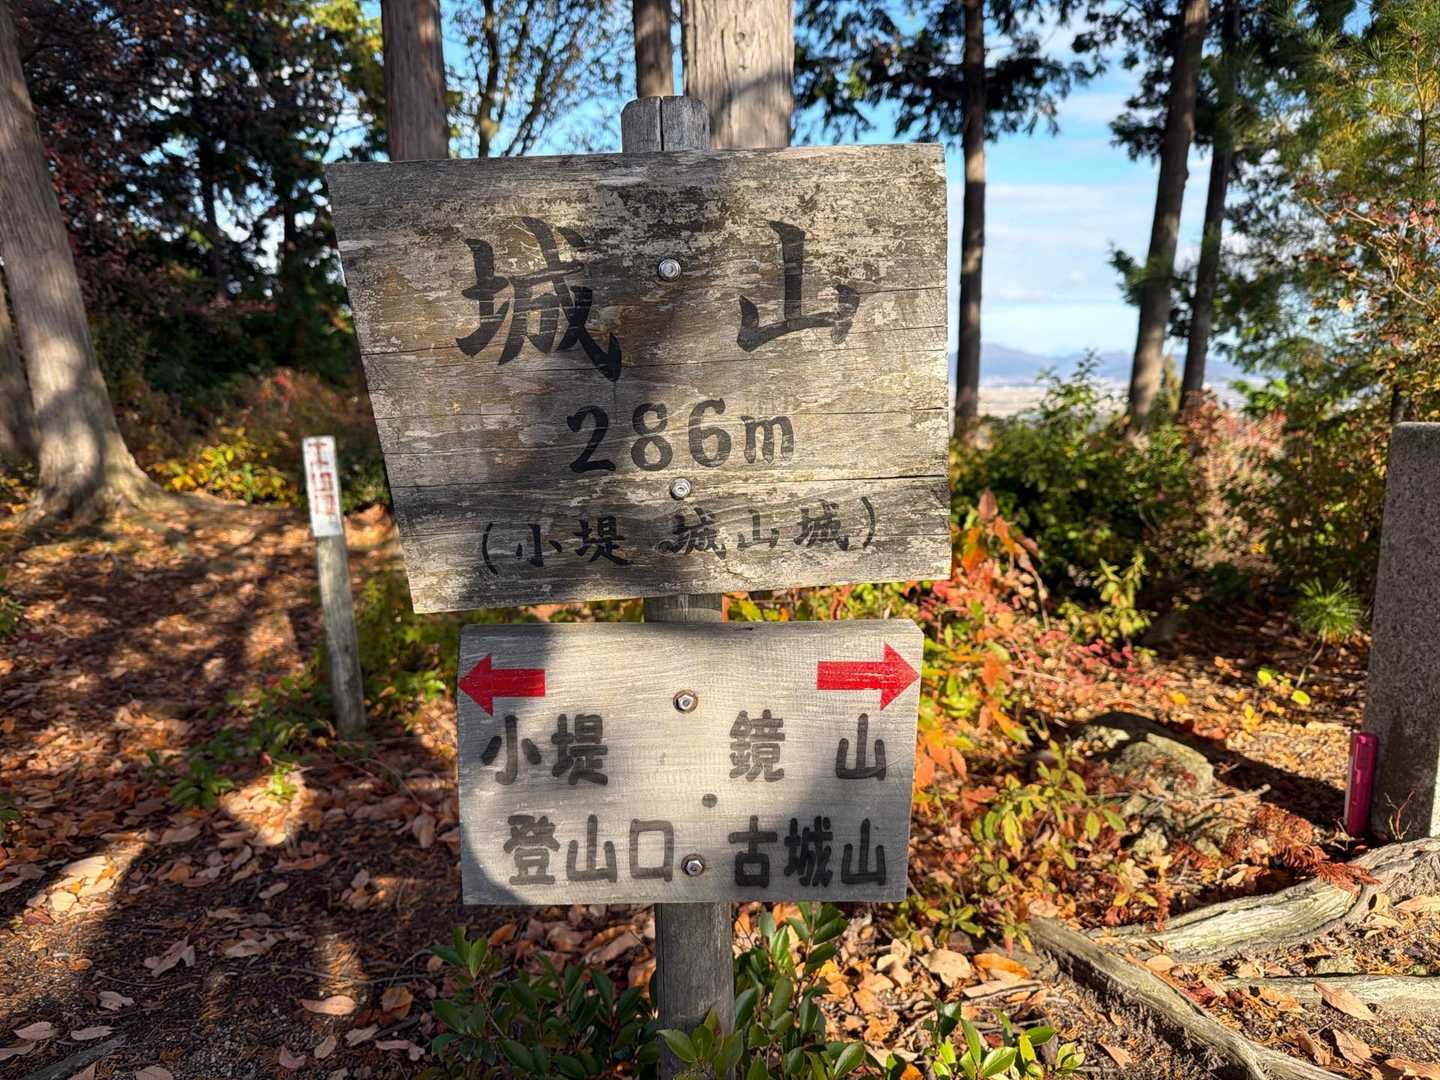 城山
286m
(小堤 城山城)
小堤 鏡山
登山口 古城山